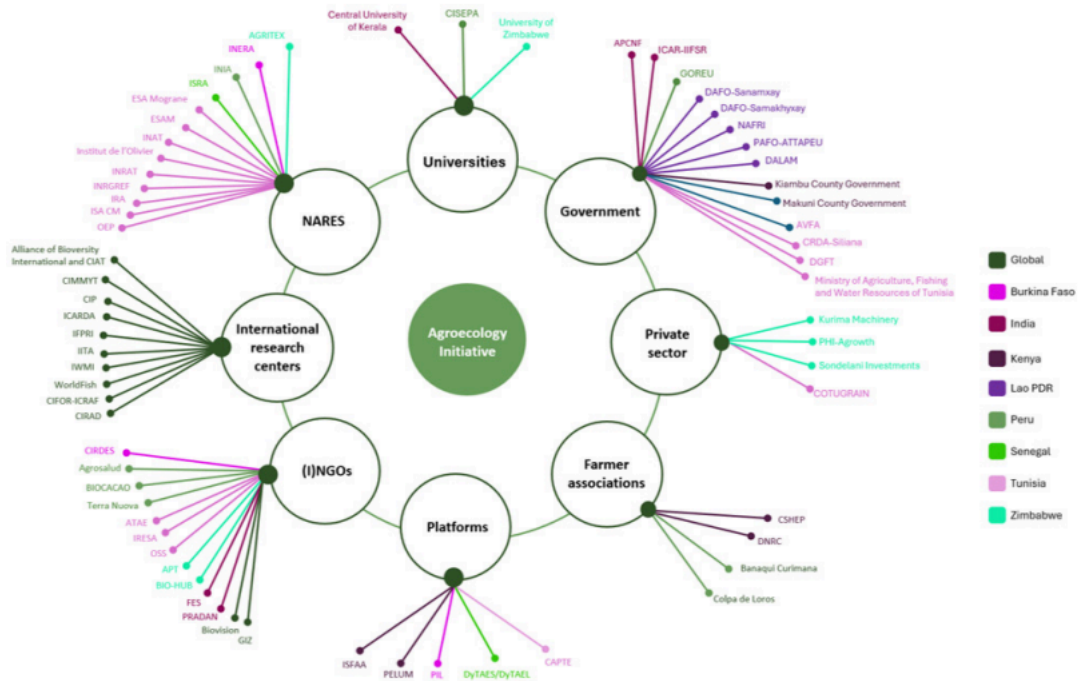 Central University
of Kerala
CISEPA
University of
Zimbabwe
Universities
AGRITEX
INERA
INIA
ISRA
ESA Mograne
ESAM
INAT
Institut de l'Olivier
INRAT
INRGREF
IRA
ISA CM
OEP
NARES
APCNF
ICAR-IIFSR
GOREU
DAFO-Sanamxay
DAFO-Samakhyxay
NAFRI
PAFO-ATTAPEU
DALAM
Kiambu County Government
Makuni County Government
AVFA
CRDA-Siliana
DGFT
Ministry of Agriculture, Fishing
and Water Resources of Tunisia
Government
Alliance of Bioversity
International and CIAT
CIMMYT
CIP
ICARDA
IFPRI
IITA
IWMI
WorldFish
CIFOR-ICRAF
CIRAD
International
research
centers
Agroecology
Initiative
Private
sector
Kurima Machinery
PHI-Agrowth
Sondelani Investments
COTUGRAIN
CIRDES
Agrosalud
BIOCACAO
Terra Nuova
ATAE
IRESA
OSS
APT
BIO-HUB
FES
PRADAN
Biovision
GIZ
(I)NGOs
Platforms
ISFAA
PELUM
PIL
DyTAES/DyTAEL
CAPTE
Farmer
associations
CSHEP
DNRC
Banaqui Curimana
Colpa de Loros
Global
Burkina Faso
India
Kenya
Lao PDR
Peru
Senegal
Tunisia
Zimbabwe